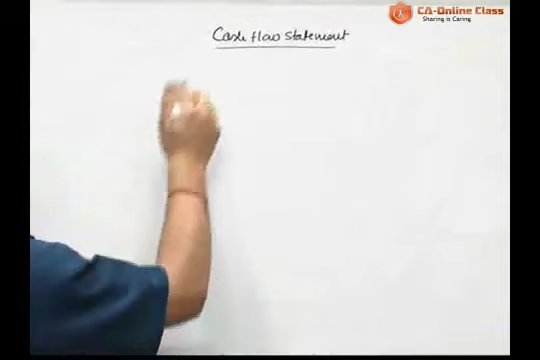 CA-Online Class
Sharing is Caring
Cash flow statement